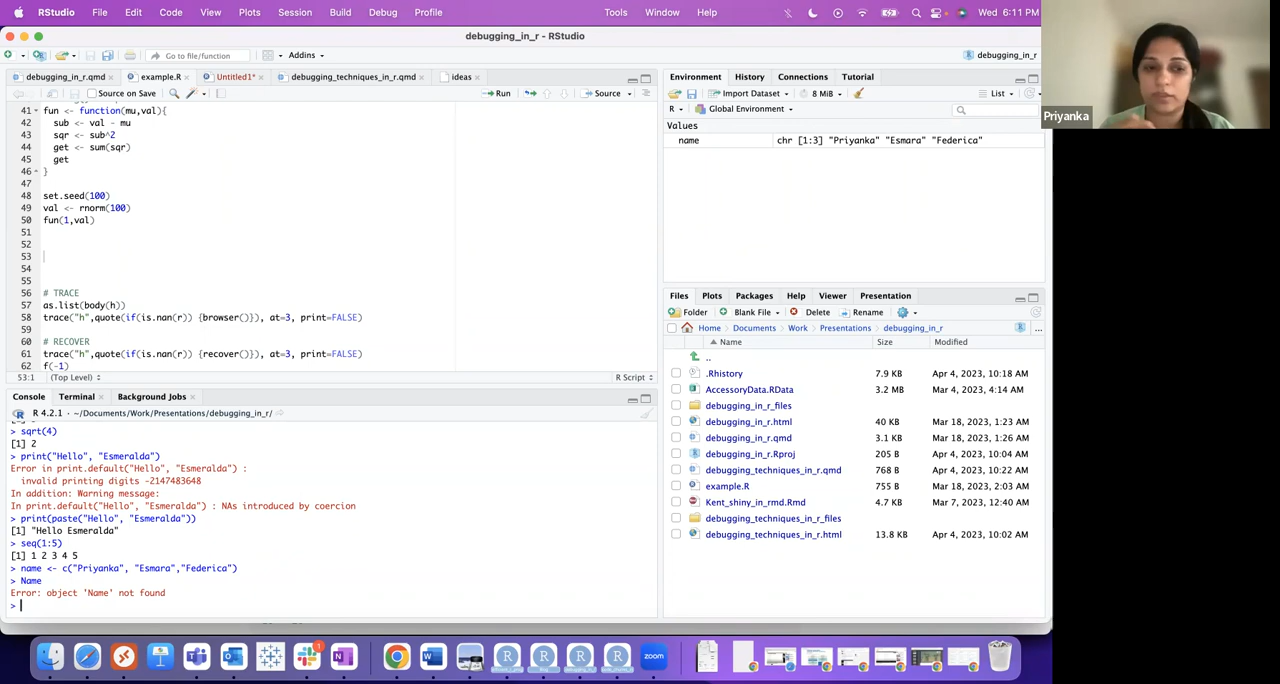 RStudio File Edit Code View Plots Session Build Debug Profile Tools Window Help Wed 6:11 PM
debugging_in_r - RStudio
Go to file/function Addins debugging_in_r
debugging_in_r.qmd example.R Untitled1* debugging_techniques_in_r.qmd ideas
Source on Save Run Source
41 fun <- function(mu,val){
42 sub <- val - mu
43 sqr <- sub^2
44 get <- sum(sqr)
45 get
46 }
47
48 set.seed(100)
49 val <- rnorm(100)
50 fun(1,val)
51
52
53
54
55
56 # TRACE
57 as.list(body(h))
58 trace("h",quote(if(is.nan(r)) {browser()}), at=3, print=FALSE)
59
60 # RECOVER
61 trace("h",quote(if(is.nan(r)) {recover()}), at=3, print=FALSE)
62 f(-1)
53:1 (Top Level) R Script
Console Terminal Background Jobs
R 4.2.1 · ~/Documents/Work/Presentations/debugging_in_r/
> sqrt(4)
[1] 2
> print("Hello", "Esmeralda")
Error in print.default("Hello", "Esmeralda") :
invalid printing digits -2147483648
In addition: Warning message:
In print.default("Hello", "Esmeralda") : NAs introduced by coercion
> print(paste("Hello", "Esmeralda"))
[1] "Hello Esmeralda"
> seq(1:5)
[1] 1 2 3 4 5
> name <- c("Priyanka", "Esmara","Federica")
> Name
Error: object 'Name' not found
>
Environment History Connections Tutorial
Import Dataset 8 MiB List
R Global Environment
Values
name chr [1:3] "Priyanka" "Esmara" "Federica"
Files Plots Packages Help Viewer Presentation
Folder Blank File Delete Rename
Home Documents Work Presentations debugging_in_r ...
Name Size Modified
..
.Rhistory 7.9 KB Apr 4, 2023, 10:18 AM
AccessoryData.RData 3.2 MB Mar 4, 2023, 4:14 AM
debugging_in_r_files
debugging_in_r.html 40 KB Mar 18, 2023, 1:23 AM
debugging_in_r.qmd 3.1 KB Mar 18, 2023, 1:26 AM
debugging_in_r.Rproj 205 B Apr 4, 2023, 10:04 AM
debugging_techniques_in_r.qmd 768 B Apr 4, 2023, 10:22 AM
example.R 755 B Mar 18, 2023, 2:03 AM
Kent_shiny_in_rmd.Rmd 4.7 KB Mar 7, 2023, 12:40 AM
debugging_techniques_in_r_files
debugging_techniques_in_r.html 13.8 KB Apr 4, 2023, 10:02 AM
Priyanka
zoom